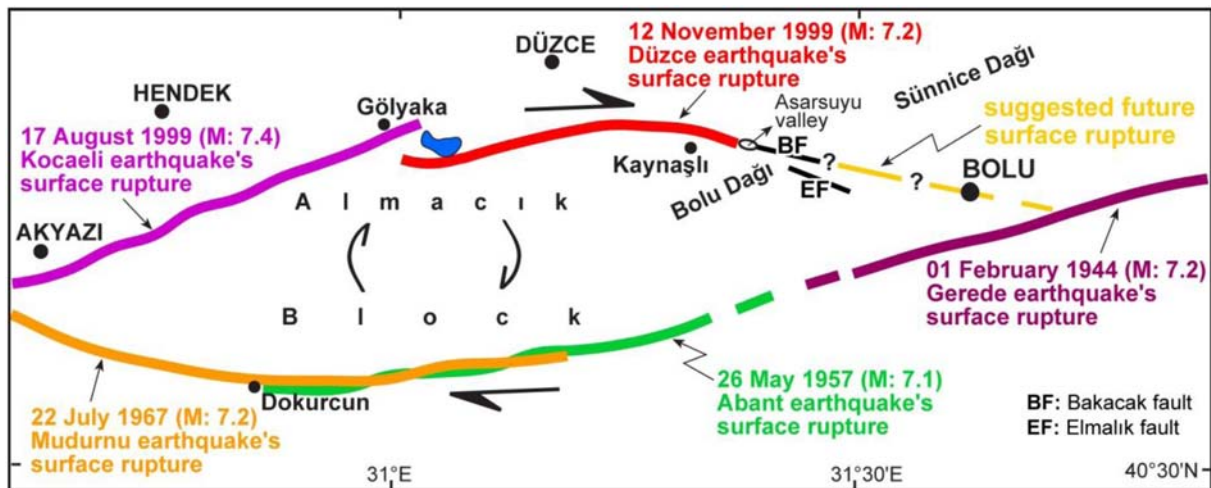 12 November 1999 (M: 7.2)
Düzce earthquake's
surface rupture
DÜZCE
HENDEK
Gölyaka
17 August 1999 (M: 7.4)
Kocaeli earthquake's
surface rupture
Asarsuyu
valley
Sünnice Dağı
suggested future
surface rupture
BF
?
EF
?
Kaynaşlı
Bolu Dağı
BOLU
AKYAZI
A l m a c ı k
B l o c k
01 February 1944 (M: 7.2)
Gerede earthquake's
surface rupture
Dokurcun
26 May 1957 (M: 7.1)
Abant earthquake's
surface rupture
22 July 1967 (M: 7.2)
Mudurnu earthquake's
surface rupture
BF: Bakacak fault
EF: Elmalık fault
31°E
31°30'E
40°30'N